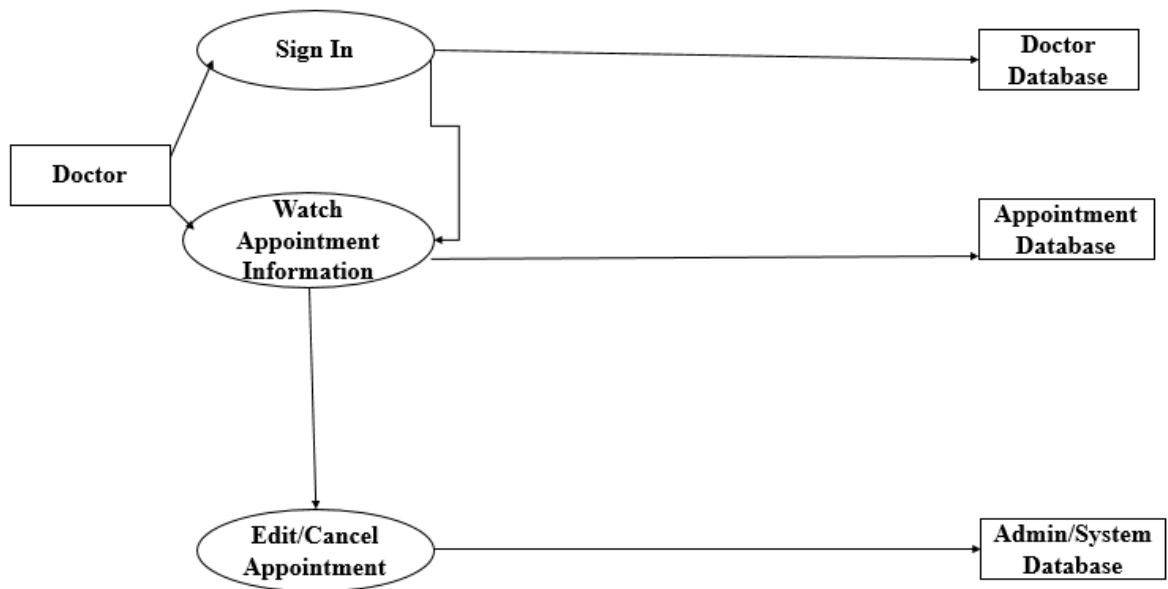 Sign In
Doctor
Database
Doctor
Watch
Appointment
Information
Appointment
Database
Edit/Cancel
Appointment
Admin/System
Database